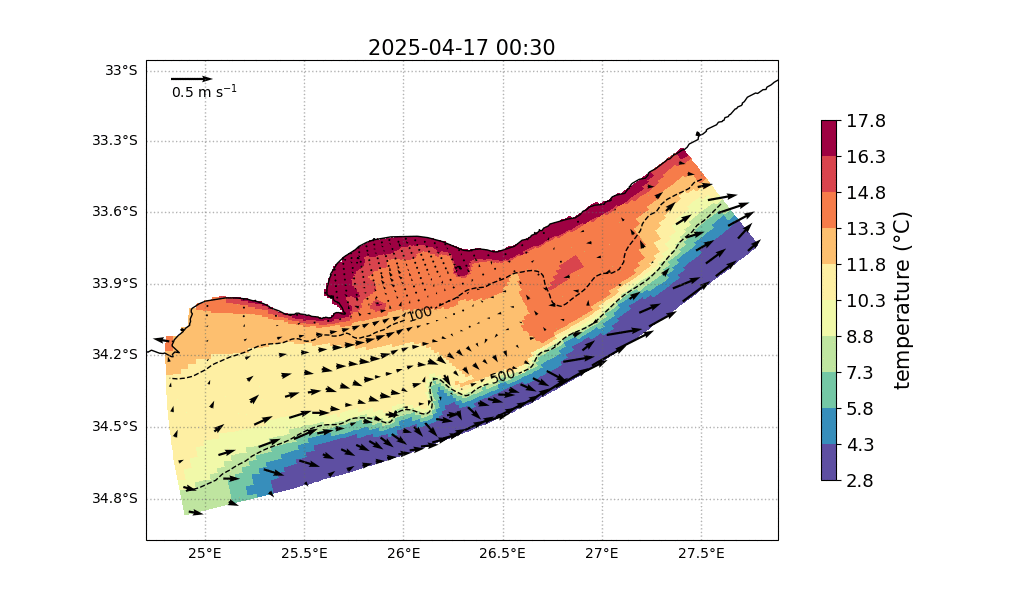 2025-04-17 00:30
0.5 m s⁻¹
33°S
33.3°S
33.6°S
33.9°S
34.2°S
34.5°S
34.8°S
100
500
25°E
25.5°E
26°E
26.5°E
27°E
27.5°E
17.8
16.3
14.8
13.3
11.8
10.3
8.8
7.3
5.8
4.3
2.8
temperature (°C)